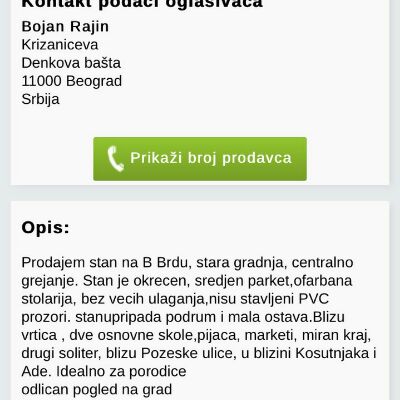 Kontakt podaci oglašivača
Bojan Rajin
Krizaniceva
Denkova bašta
11000 Beograd
Srbija
Prikaži broj prodavca
Opis:
Prodajem stan na B Brdu, stara gradnja, centralno
grejanje. Stan je okrecen, sredjen parket,ofarbana
stolarija, bez vecih ulaganja,nisu stavljeni PVC
prozori. stanupripada podrum i mala ostava.Blizu
vrtica , dve osnovne skole,pijaca, marketi, miran kraj,
drugi soliter, blizu Pozeske ulice, u blizini Kosutnjaka i
Ade. Idealno za porodice
odlican pogled na grad